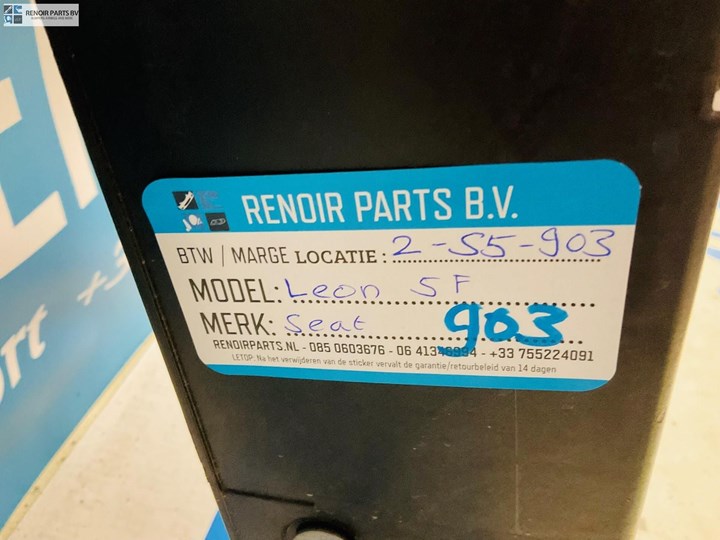 RENOIR PARTS BV
RENOIR PARTS B.V.
BTW / MARGE LOCATIE : 2-S5-903
MODEL: Leon 5F
MERK: Seat 903
RENOIRPARTS.NL - 085 0603676 - 06 41349994 - +33 755224091
LETOP: Na het verwijderen van de sticker vervalt de garantie/retourbeleid van 14 dagen